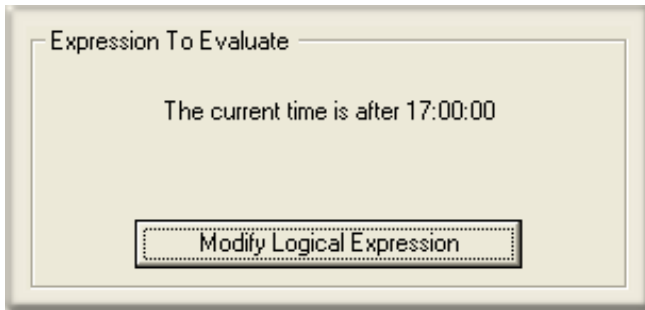 Expression To Evaluate
The current time is after 17:00:00
Modify Logical Expression